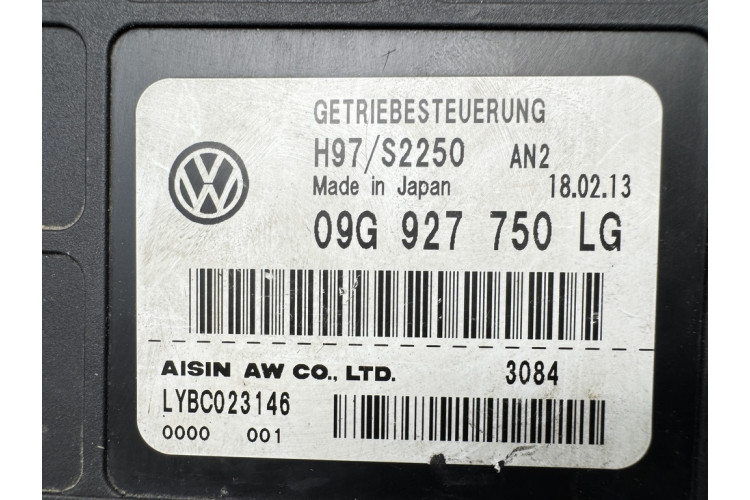 GETRIEBESTEUERUNG
H97/S2250 AN2
Made in Japan 18.02.13
09G 927 750 LG
AISIN AW CO., LTD. 3084
LYBC023146
0000 001